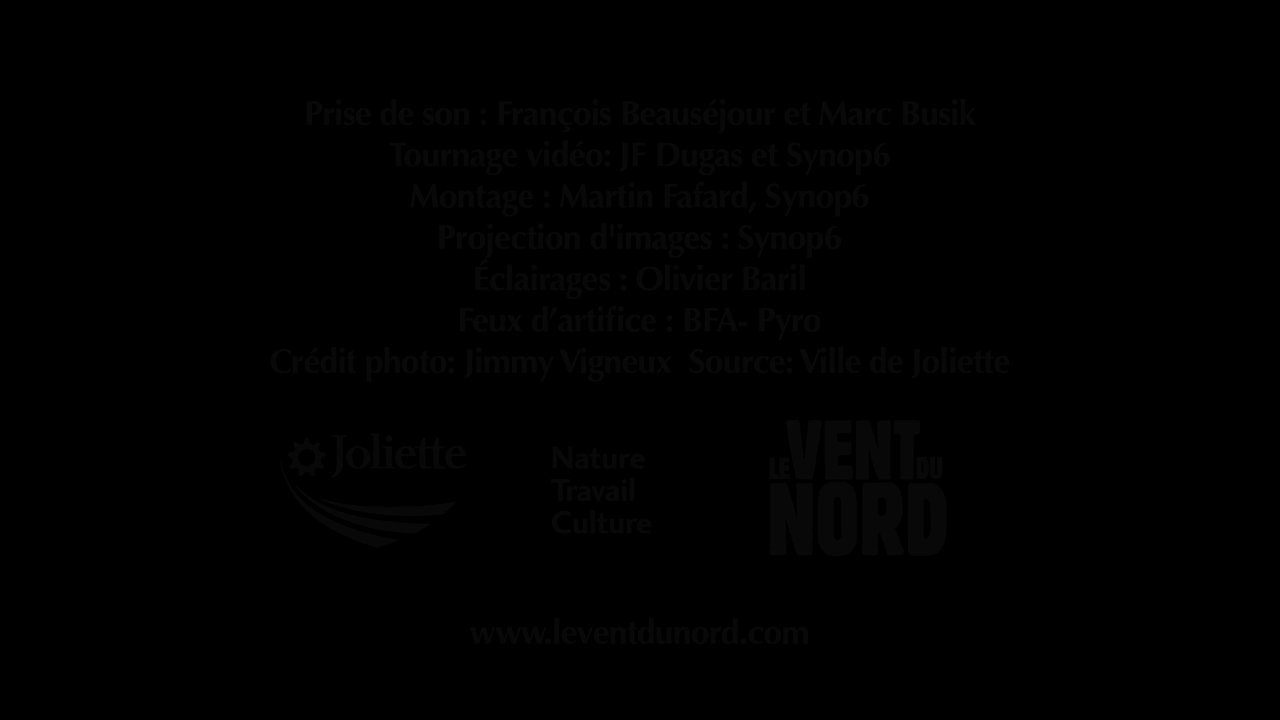 Prise de son : François Beauséjour et Marc Busik
Tournage vidéo: JF Dugas et Synop6
Montage : Martin Fafard, Synop6
Projection d'images : Synop6
Éclairages : Olivier Baril
Feux d’artifice : BFA- Pyro
Crédit photo: Jimmy Vigneux  Source: Ville de Joliette
Joliette
Nature
Travail
Culture
LE VENT DU
NORD
www.leventdunord.com